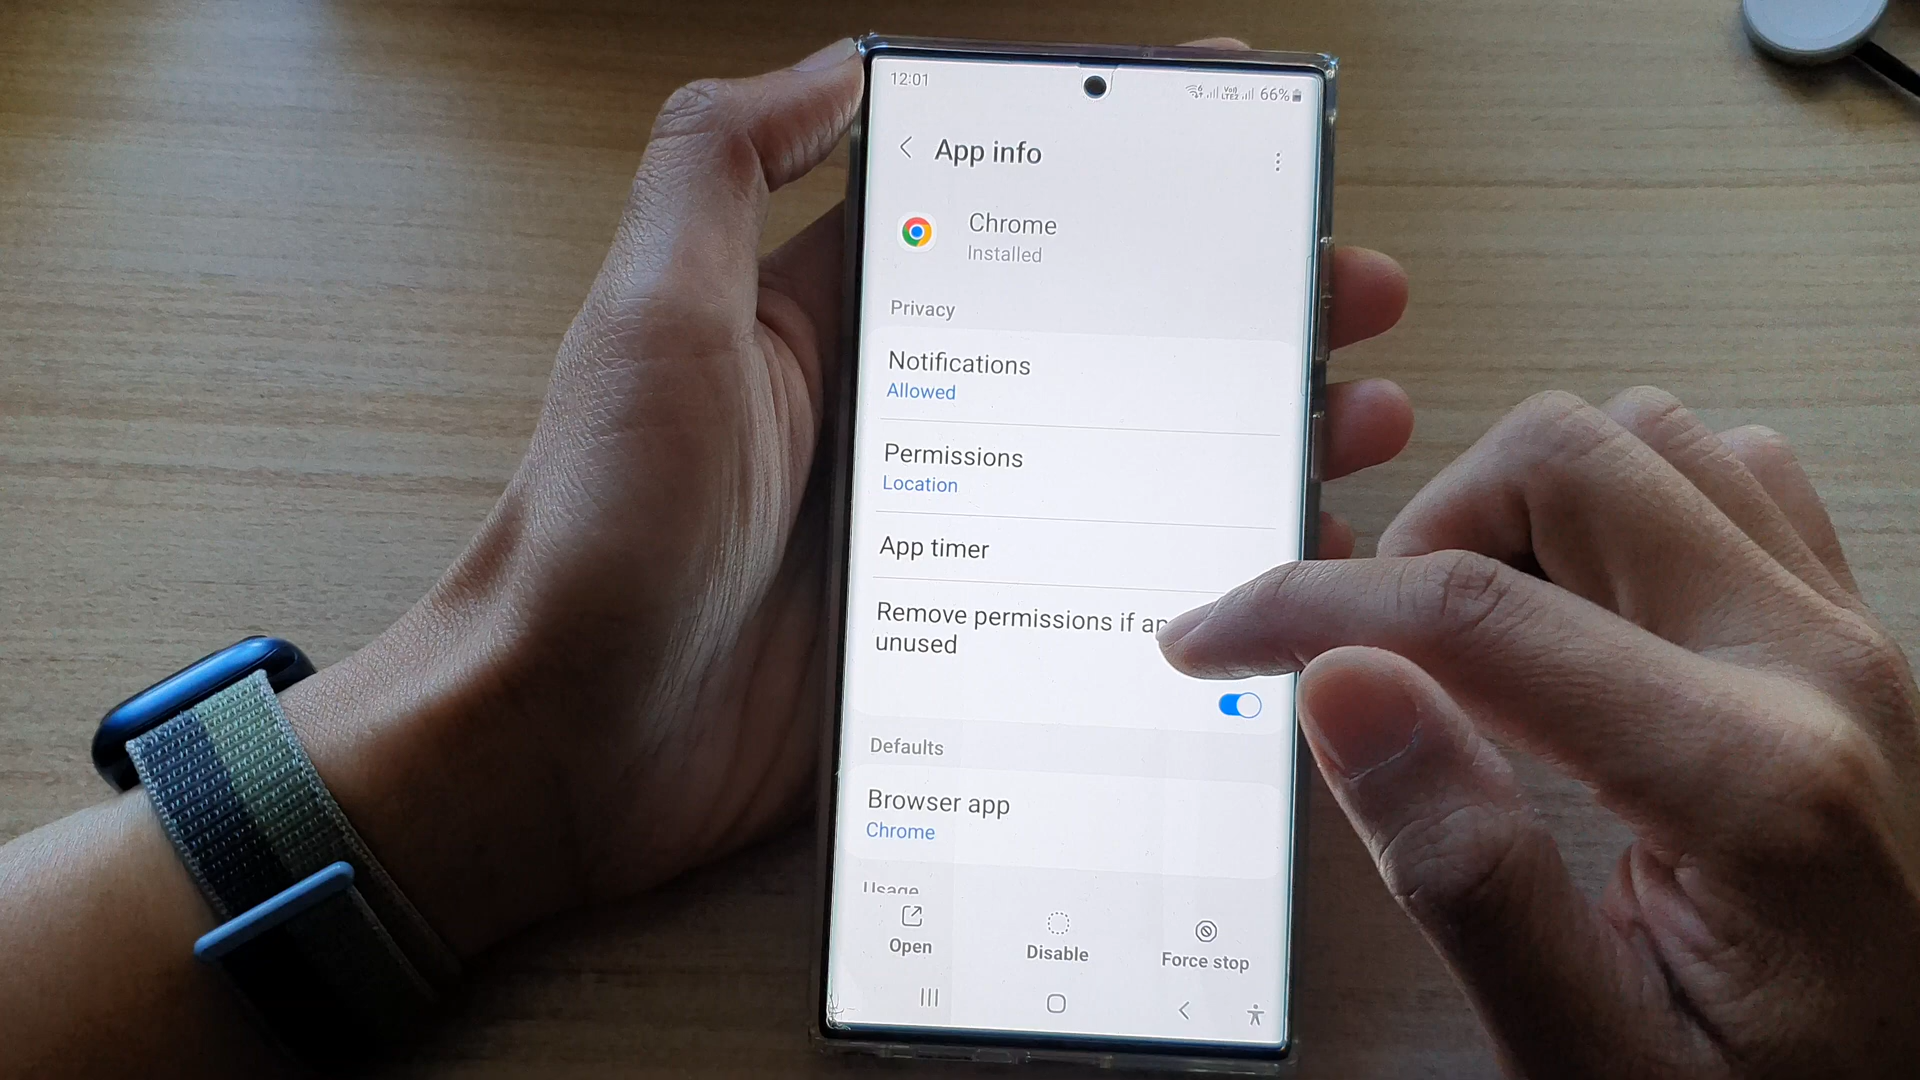 12:01
66%
App info
Chrome
Installed
Privacy
Notifications
Allowed
Permissions
Location
App timer
Remove permissions if
unused
Defaults
Browser app
Chrome
Usage
Open
Disable
Force stop